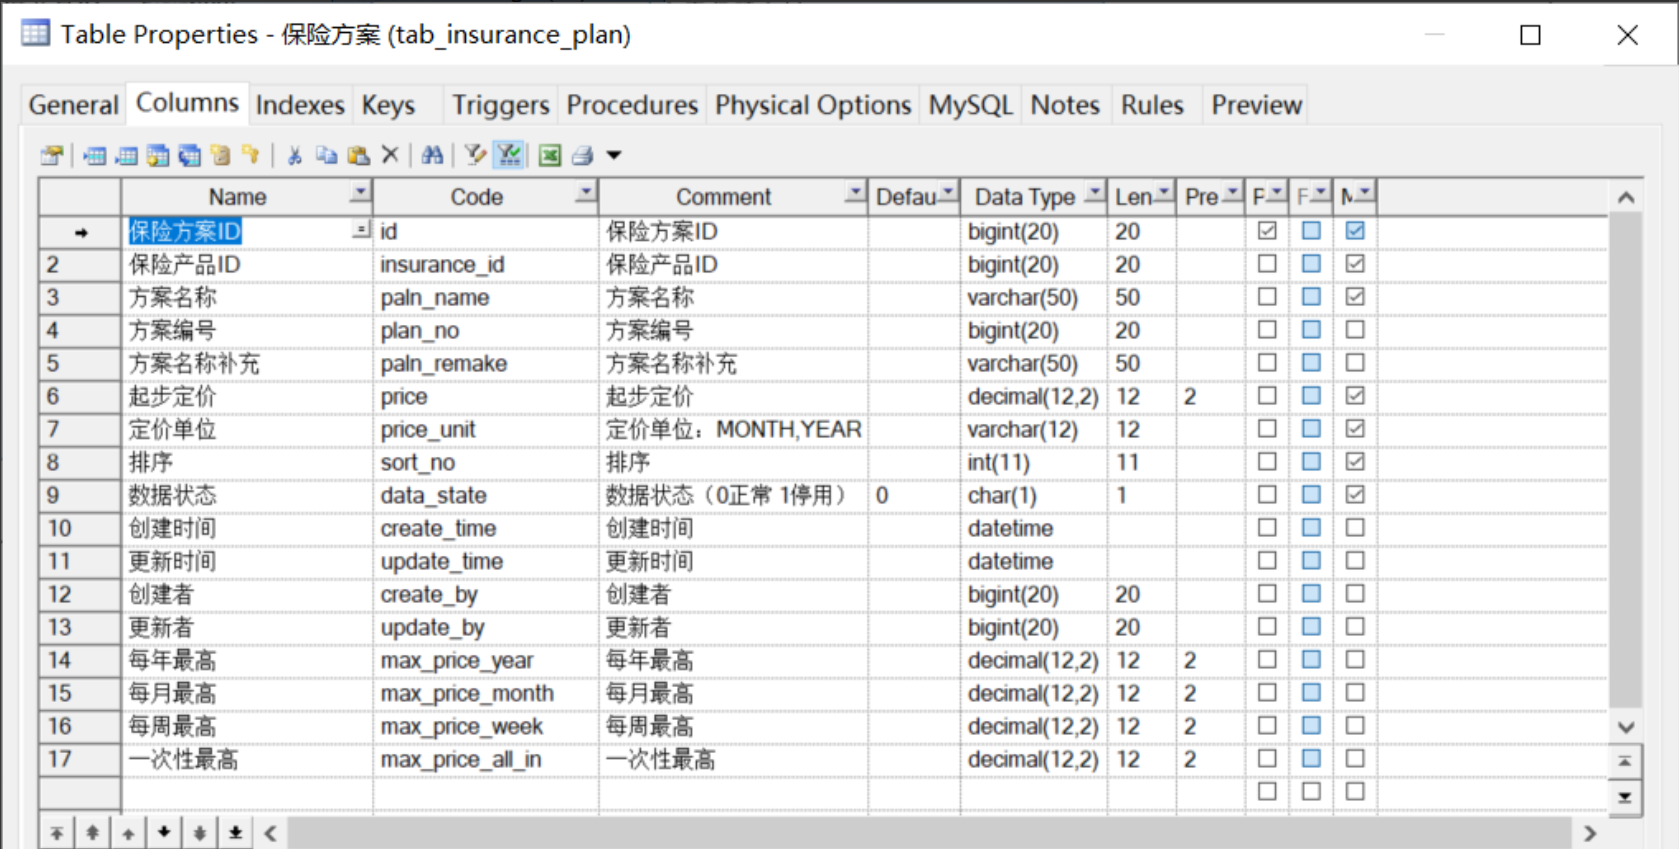 Table Properties - 保险方案 (tab_insurance_plan)
General Columns Indexes Keys Triggers Procedures Physical Options MySQL Notes Rules Preview
Name Code Comment Defau Data Type Len Pre P F M
保险方案ID = id 保险方案ID bigint(20) 20
2 保险产品ID insurance_id 保险产品ID bigint(20) 20
3 方案名称 paln_name 方案名称 varchar(50) 50
4 方案编号 plan_no 方案编号 bigint(20) 20
5 方案名称补充 paln_remake 方案名称补充 varchar(50) 50
6 起步定价 price 起步定价 decimal(12,2) 12 2
7 定价单位 price_unit 定价单位：MONTH,YEAR varchar(12) 12
8 排序 sort_no 排序 int(11) 11
9 数据状态 data_state 数据状态（0正常 1停用） 0 char(1) 1
10 创建时间 create_time 创建时间 datetime
11 更新时间 update_time 更新时间 datetime
12 创建者 create_by 创建者 bigint(20) 20
13 更新者 update_by 更新者 bigint(20) 20
14 每年最高 max_price_year 每年最高 decimal(12,2) 12 2
15 每月最高 max_price_month 每月最高 decimal(12,2) 12 2
16 每周最高 max_price_week 每周最高 decimal(12,2) 12 2
17 一次性最高 max_price_all_in 一次性最高 decimal(12,2) 12 2